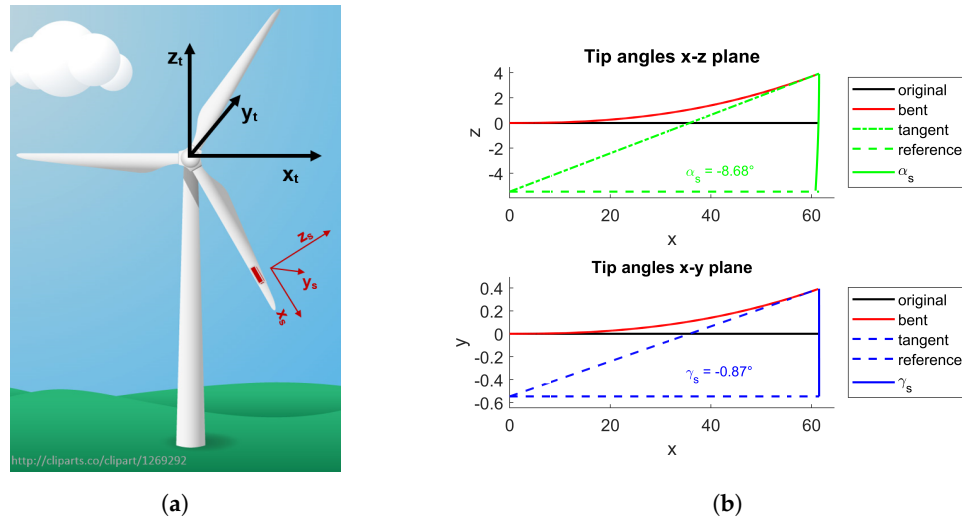 z_t
y_t
x_t
z_s
y_s
x_s
http://cliparts.co/clipart/1269292
(a)
Tip angles x-z plane
4
2
0
-2
-4
z
α_s = -8.68°
0 20 40 60
x
original
bent
tangent
reference
α_s
Tip angles x-y plane
0.4
0.2
0
-0.2
-0.4
-0.6
y
γ_s = -0.87°
0 20 40 60
x
original
bent
tangent
reference
γ_s
(b)